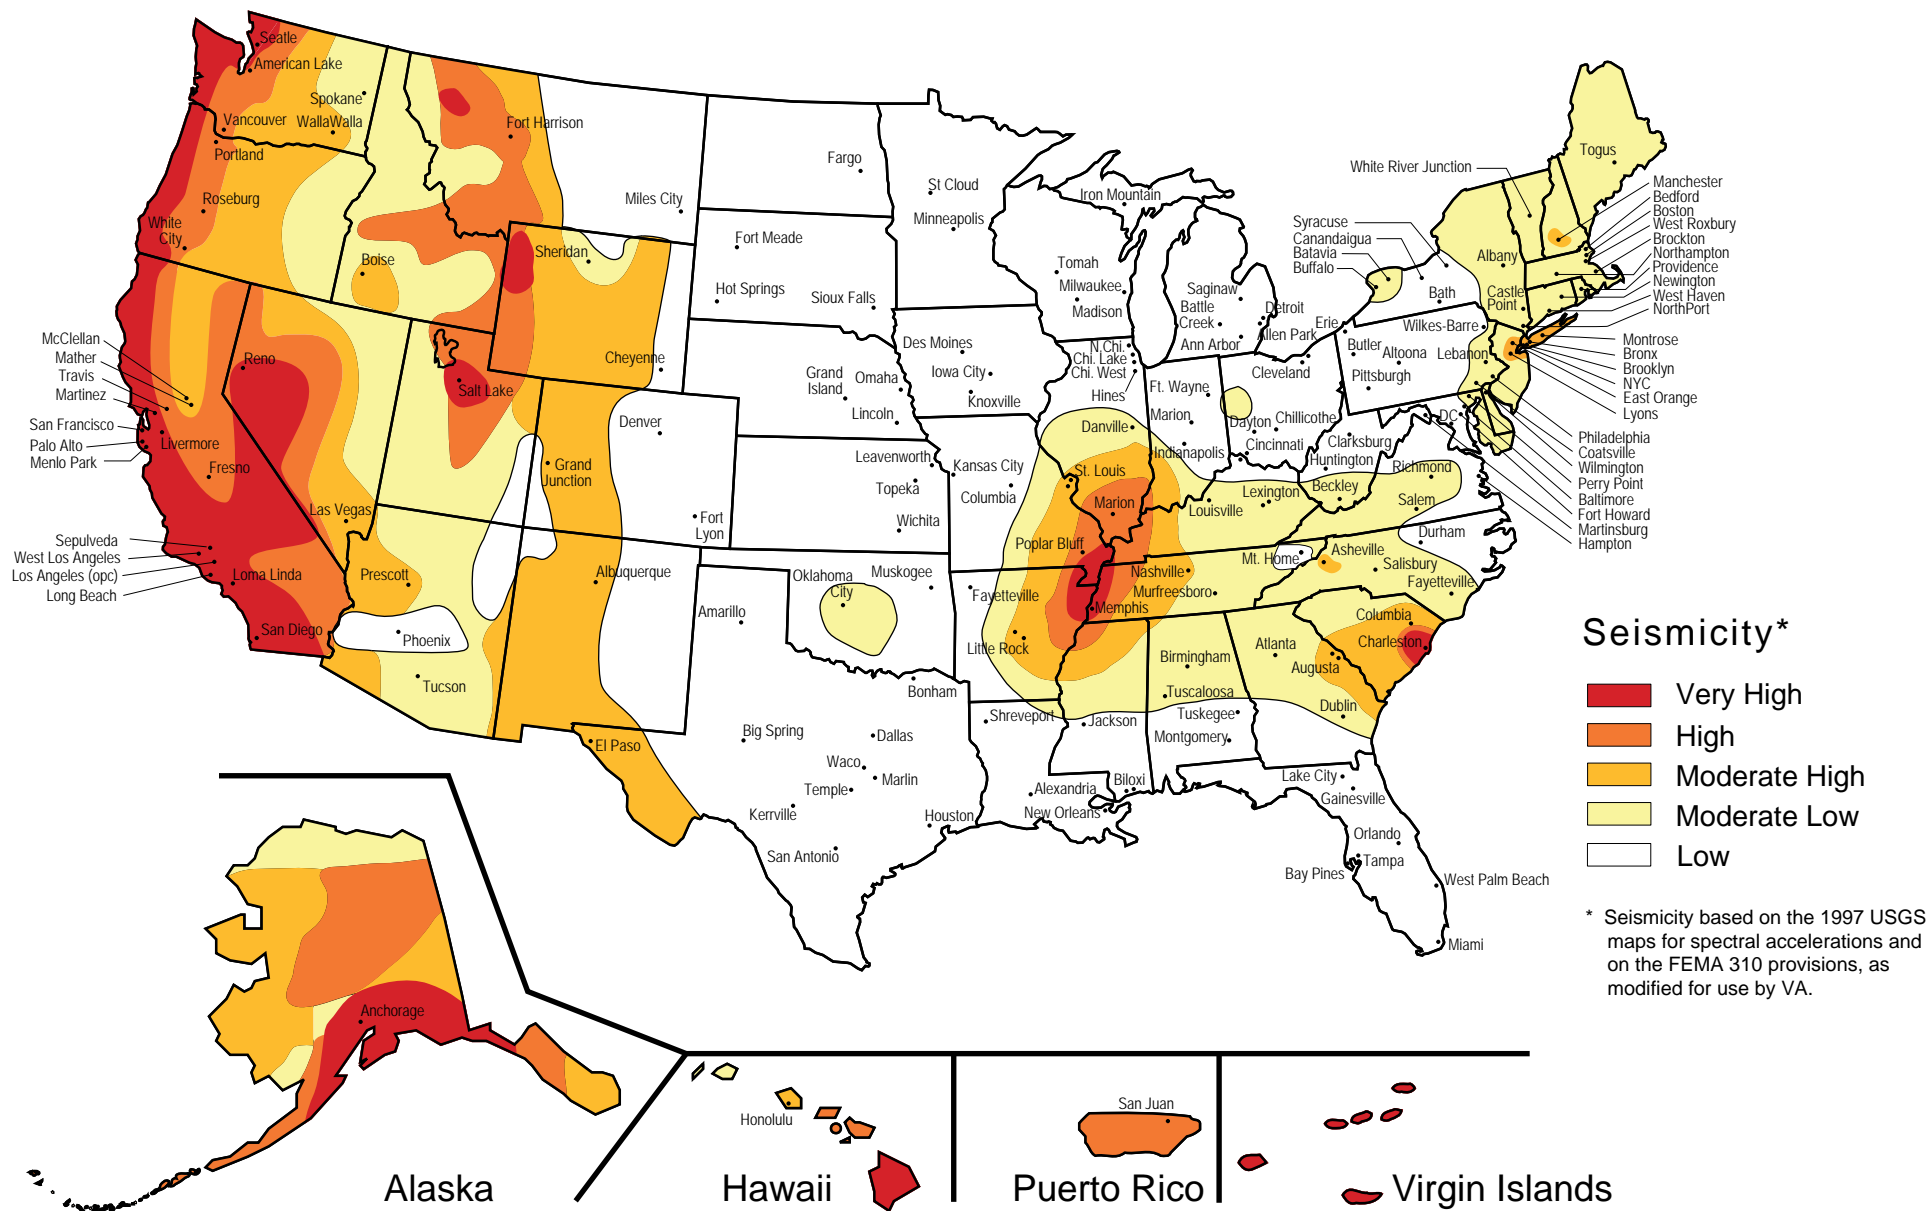 Seatle
American Lake
Spokane
Vancouver
WallaWalla
Portland
Roseburg
White
City
Fort Harrison
Miles City
Boise
Sheridan
Cheyenne
Fargo
St Cloud
Minneapolis
Fort Meade
Hot Springs
Sioux Falls
Iron Mountain
Tomah
Milwaukee
Madison
Saginaw
Battle
Creek
Detroit
Allen Park
Ann Arbor
White River Junction
Togus
Syracuse
Canandaigua
Batavia
Buffalo
Albany
Bath
Castle
Point
Erie
Wilkes-Barre
Butler
Altoona
Lebanon
Pittsburgh
Manchester
Bedford
Boston
West Roxbury
Brockton
Northampton
Providence
Newington
West Haven
NorthPort
Montrose
Bronx
Brooklyn
NYC
East Orange
Lyons
Philadelphia
Coatsville
Wilmington
Perry Point
Baltimore
Fort Howard
Martinsburg
Hampton
McClellan
Mather
Travis
Martinez
San Francisco
Palo Alto
Menlo Park
Livermore
Fresno
Reno
Salt Lake
Las Vegas
Sepulveda
West Los Angeles
Los Angeles (opc)
Long Beach
Loma Linda
San Diego
Prescott
Phoenix
Tucson
Grand
Junction
Denver
Fort
Lyon
Albuquerque
El Paso
Des Moines
Iowa City
Knoxville
Grand
Island
Omaha
Lincoln
Leavenworth
Topeka
Wichita
Kansas City
Columbia
N.Chi.
Chi. Lake
Chi. West
Hines
Danville
St. Louis
Marion
Poplar Bluff
Ft. Wayne
Marion
Indianapolis
Cleveland
Dayton
Chillicothe
Cincinnati
Clarksburg
Huntington
Beckley
DC
Richmond
Salem
Lexington
Louisville
Durham
Mt. Home
Asheville
Salisbury
Fayetteville
Nashville
Murfreesboro
Memphis
Oklahoma
City
Muskogee
Fayetteville
Little Rock
Amarillo
Bonham
Big Spring
Dallas
Waco
Marlin
Temple
Kerrville
Houston
San Antonio
Shreveport
Alexandria
New Orleans
Jackson
Biloxi
Birmingham
Tuscaloosa
Tuskegee
Montgomery
Atlanta
Augusta
Dublin
Columbia
Charleston
Lake City
Gainesville
Orlando
Tampa
Bay Pines
West Palm Beach
Miami
Seismicity*
Very High
High
Moderate High
Moderate Low
Low
* Seismicity based on the 1997 USGS
maps for spectral accelerations and
on the FEMA 310 provisions, as
modified for use by VA.
Anchorage
Alaska
Honolulu
Hawaii
San Juan
Puerto Rico
Virgin Islands